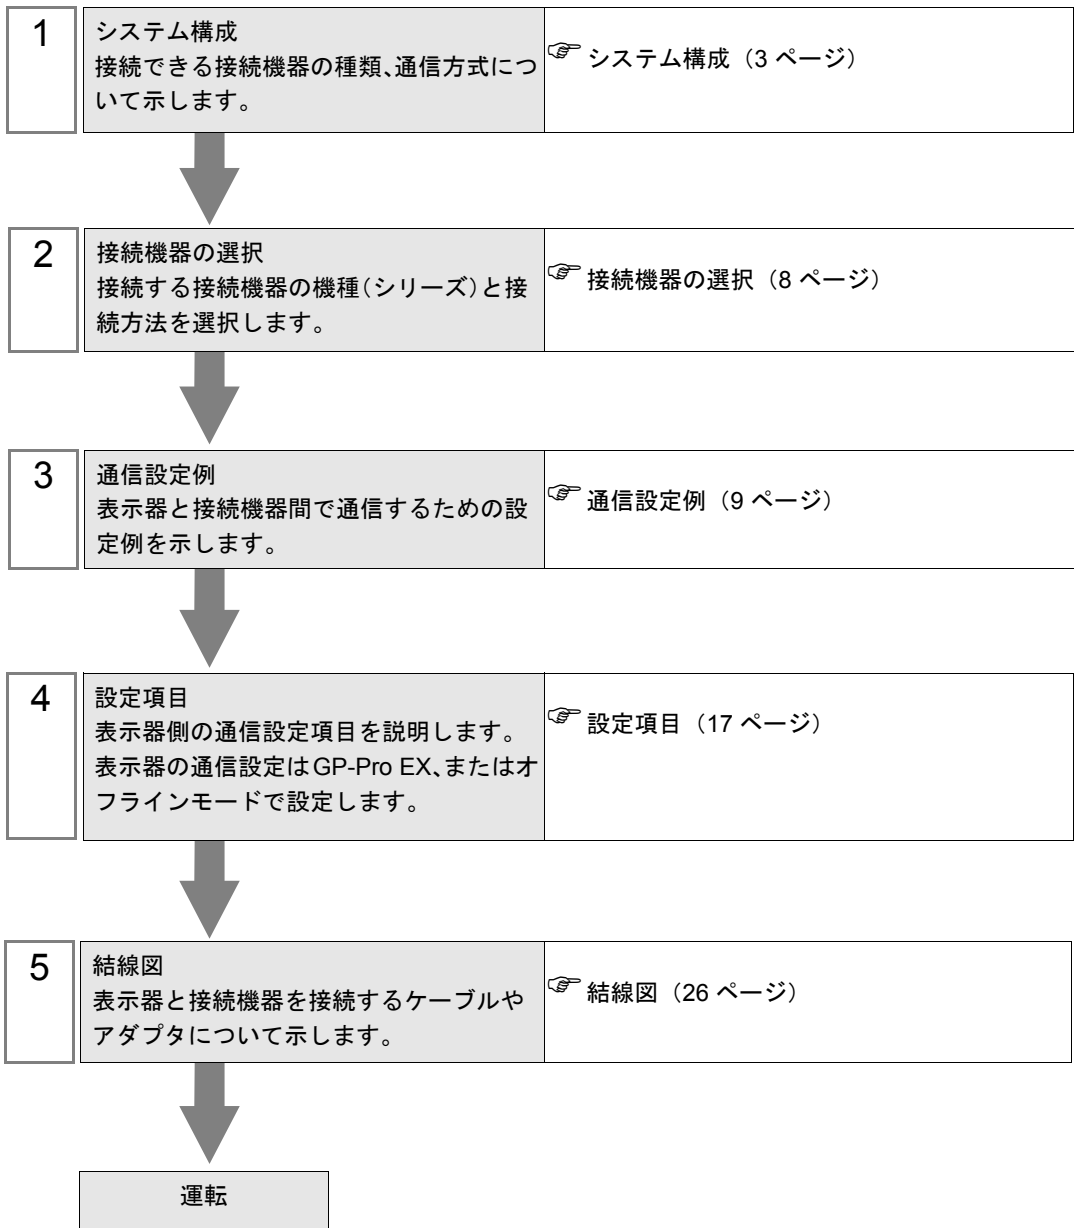 1
システム構成
接続できる接続機器の種類、通信方式につ
いて示します。
☞ システム構成（3 ページ）
2
接続機器の選択
接続する接続機器の機種（シリーズ）と接
続方法を選択します。
☞ 接続機器の選択（8 ページ）
3
通信設定例
表示器と接続機器間で通信するための設
定例を示します。
☞ 通信設定例（9 ページ）
4
設定項目
表示器側の通信設定項目を説明します。
表示器の通信設定はGP-Pro EX、またはオ
フラインモードで設定します。
☞ 設定項目（17 ページ）
5
結線図
表示器と接続機器を接続するケーブルや
アダプタについて示します。
☞ 結線図（26 ページ）
運転